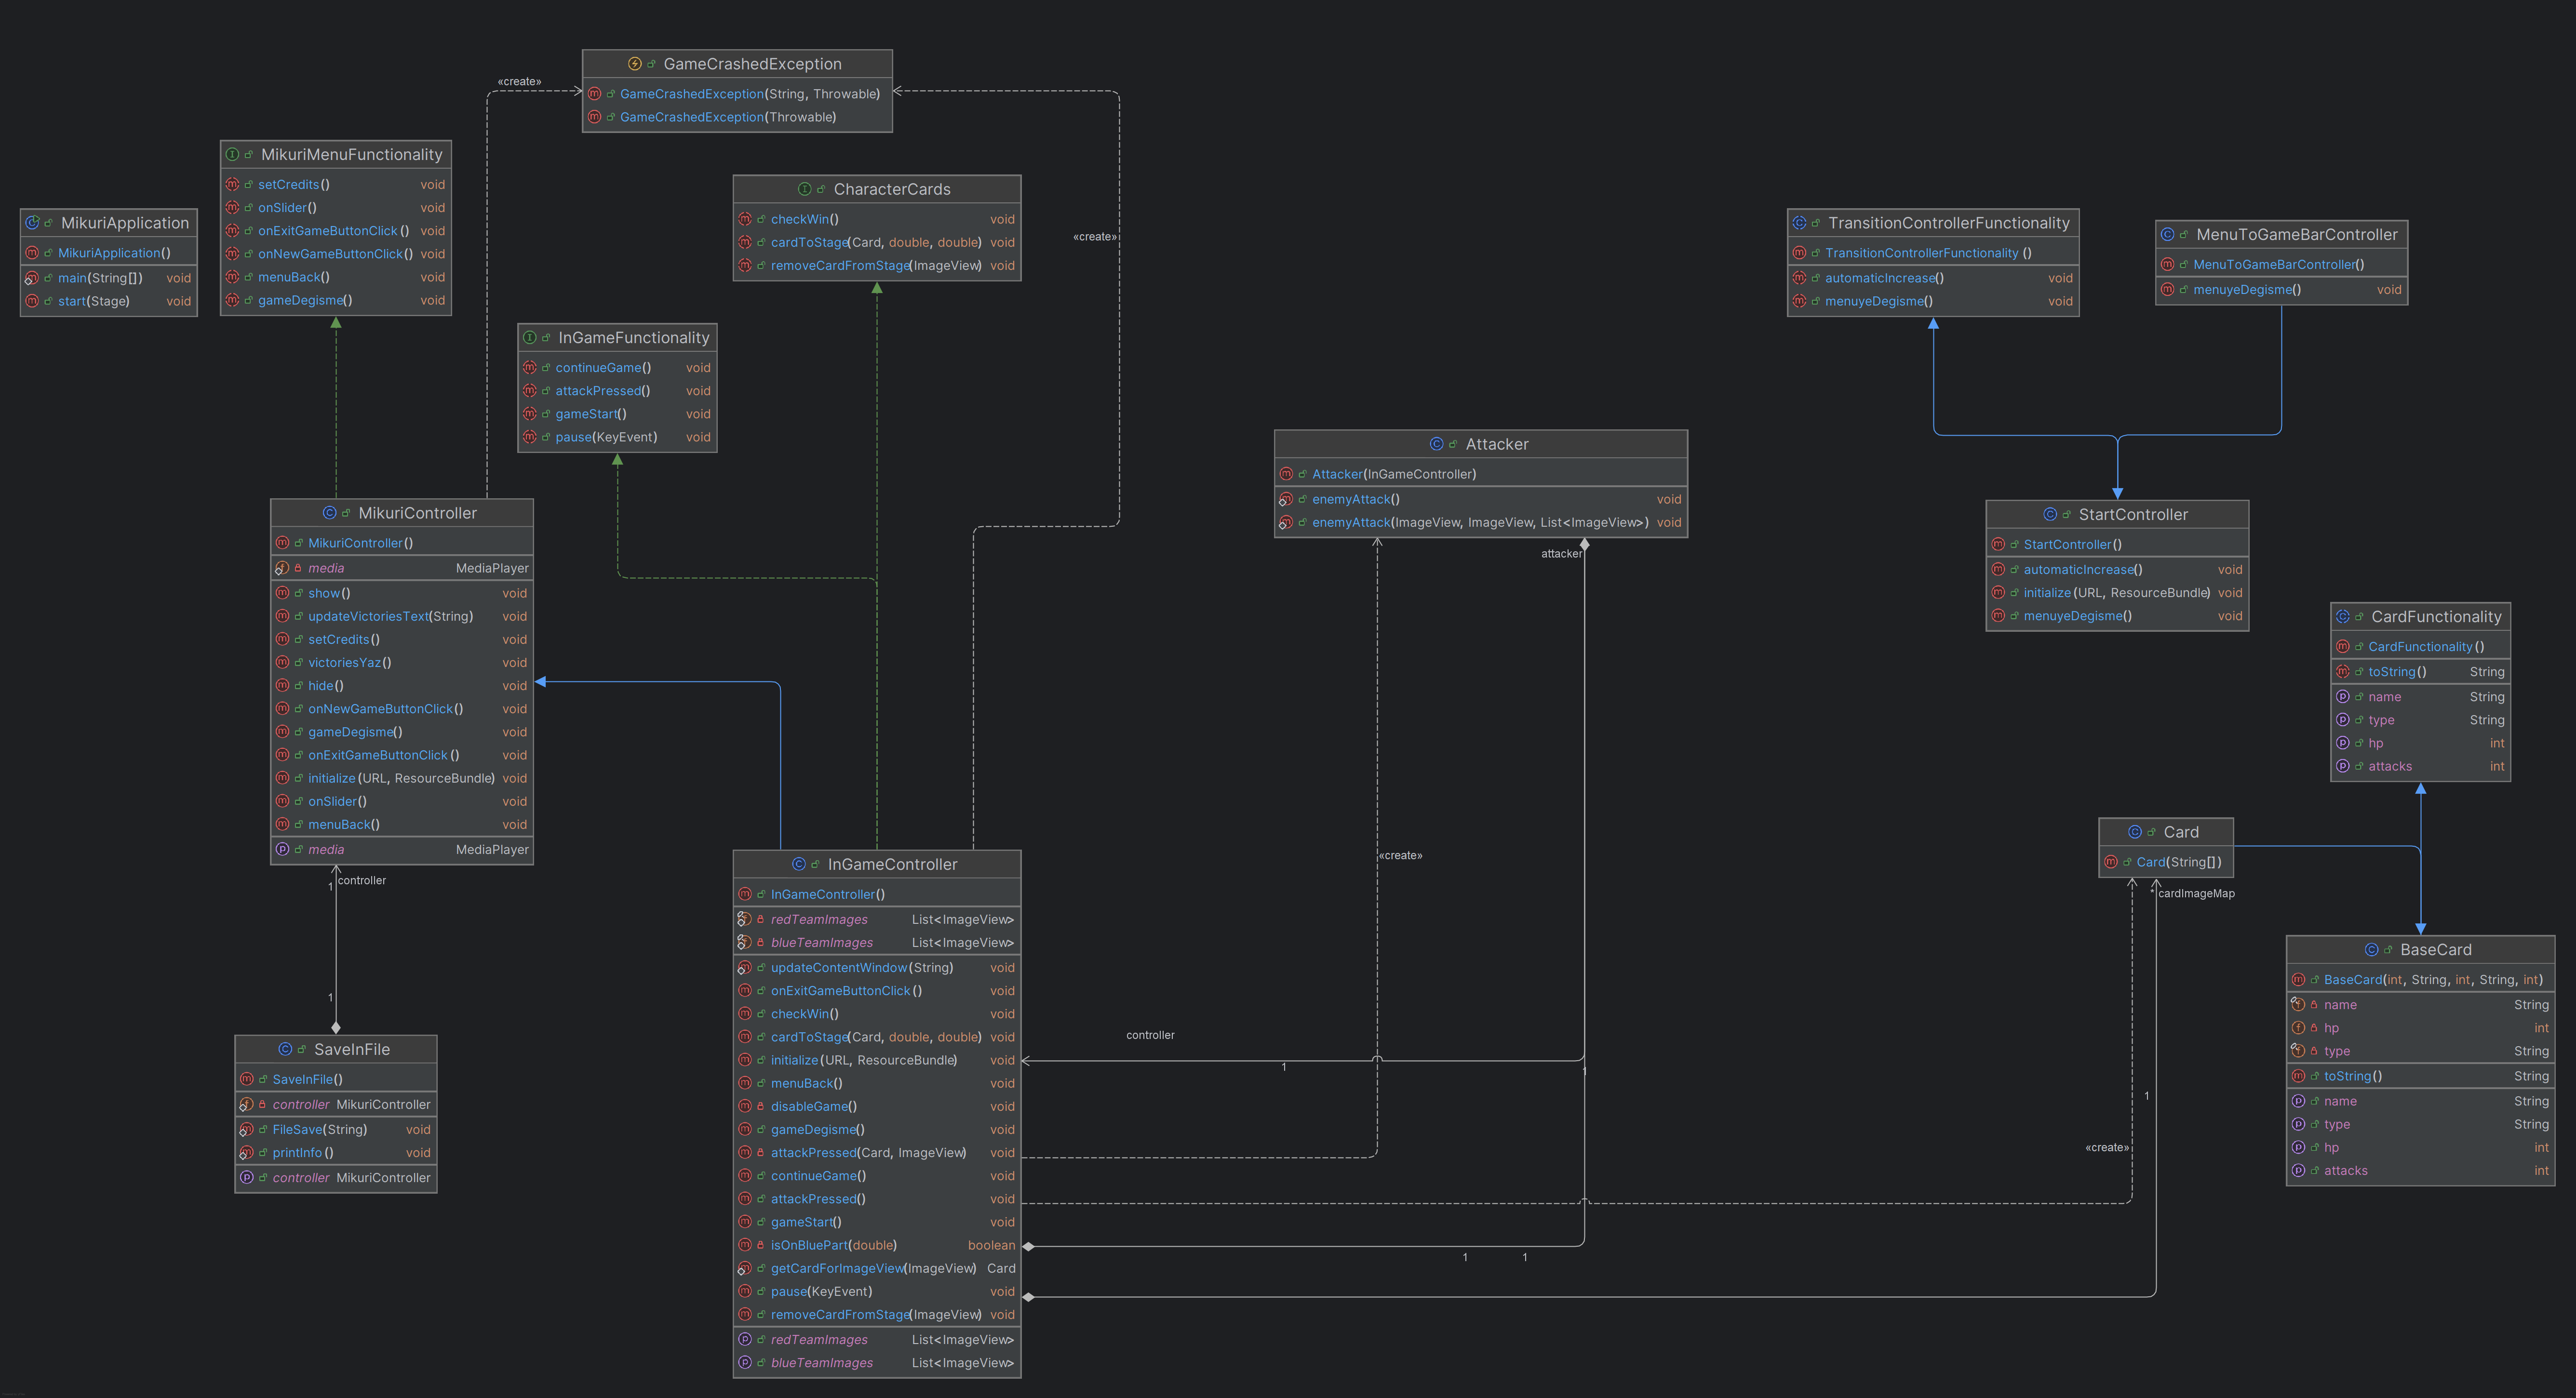 GameCrashedException
GameCrashedException(String, Throwable)
GameCrashedException(Throwable)
«create»
«create»
MikuriMenuFunctionality
setCredits() void
onSlider() void
onExitGameButtonClick() void
onNewGameButtonClick() void
menuBack() void
gameDegisme() void
CharacterCards
checkWin() void
cardToStage(Card, double, double) void
removeCardFromStage(ImageView) void
MikuriApplication
MikuriApplication()
main(String[]) void
start(Stage) void
TransitionControllerFunctionality
TransitionControllerFunctionality()
automaticIncrease() void
menuyeDegisme() void
MenuToGameBarController
MenuToGameBarController()
menuyeDegisme() void
InGameFunctionality
continueGame() void
attackPressed() void
gameStart() void
pause(KeyEvent) void
Attacker
Attacker(InGameController)
enemyAttack() void
enemyAttack(ImageView, ImageView, List<ImageView>) void
attacker
MikuriController
MikuriController()
media MediaPlayer
show() void
updateVictoriesText(String) void
setCredits() void
victoriesYaz() void
hide() void
onNewGameButtonClick() void
gameDegisme() void
onExitGameButtonClick() void
initialize(URL, ResourceBundle) void
onSlider() void
menuBack() void
media MediaPlayer
1
controller
1
StartController
StartController()
automaticIncrease() void
initialize(URL, ResourceBundle) void
menuyeDegisme() void
CardFunctionality
CardFunctionality()
toString() String
name String
type String
hp int
attacks int
Card
Card(String[])
* cardImageMap
«create»
InGameController
InGameController()
redTeamImages List<ImageView>
blueTeamImages List<ImageView>
updateContentWindow(String) void
onExitGameButtonClick() void
checkWin() void
cardToStage(Card, double, double) void
initialize(URL, ResourceBundle) void
menuBack() void
disableGame() void
gameDegisme() void
attackPressed(Card, ImageView) void
continueGame() void
attackPressed() void
gameStart() void
isOnBluePart(double) boolean
getCardForImageView(ImageView) Card
pause(KeyEvent) void
removeCardFromStage(ImageView) void
redTeamImages List<ImageView>
blueTeamImages List<ImageView>
controller
1
1
1
1
1
«create»
BaseCard
BaseCard(int, String, int, String, int)
name String
hp int
type String
toString() String
name String
type String
hp int
attacks int
SaveInFile
SaveInFile()
controller MikuriController
FileSave(String) void
printInfo() void
controller MikuriController